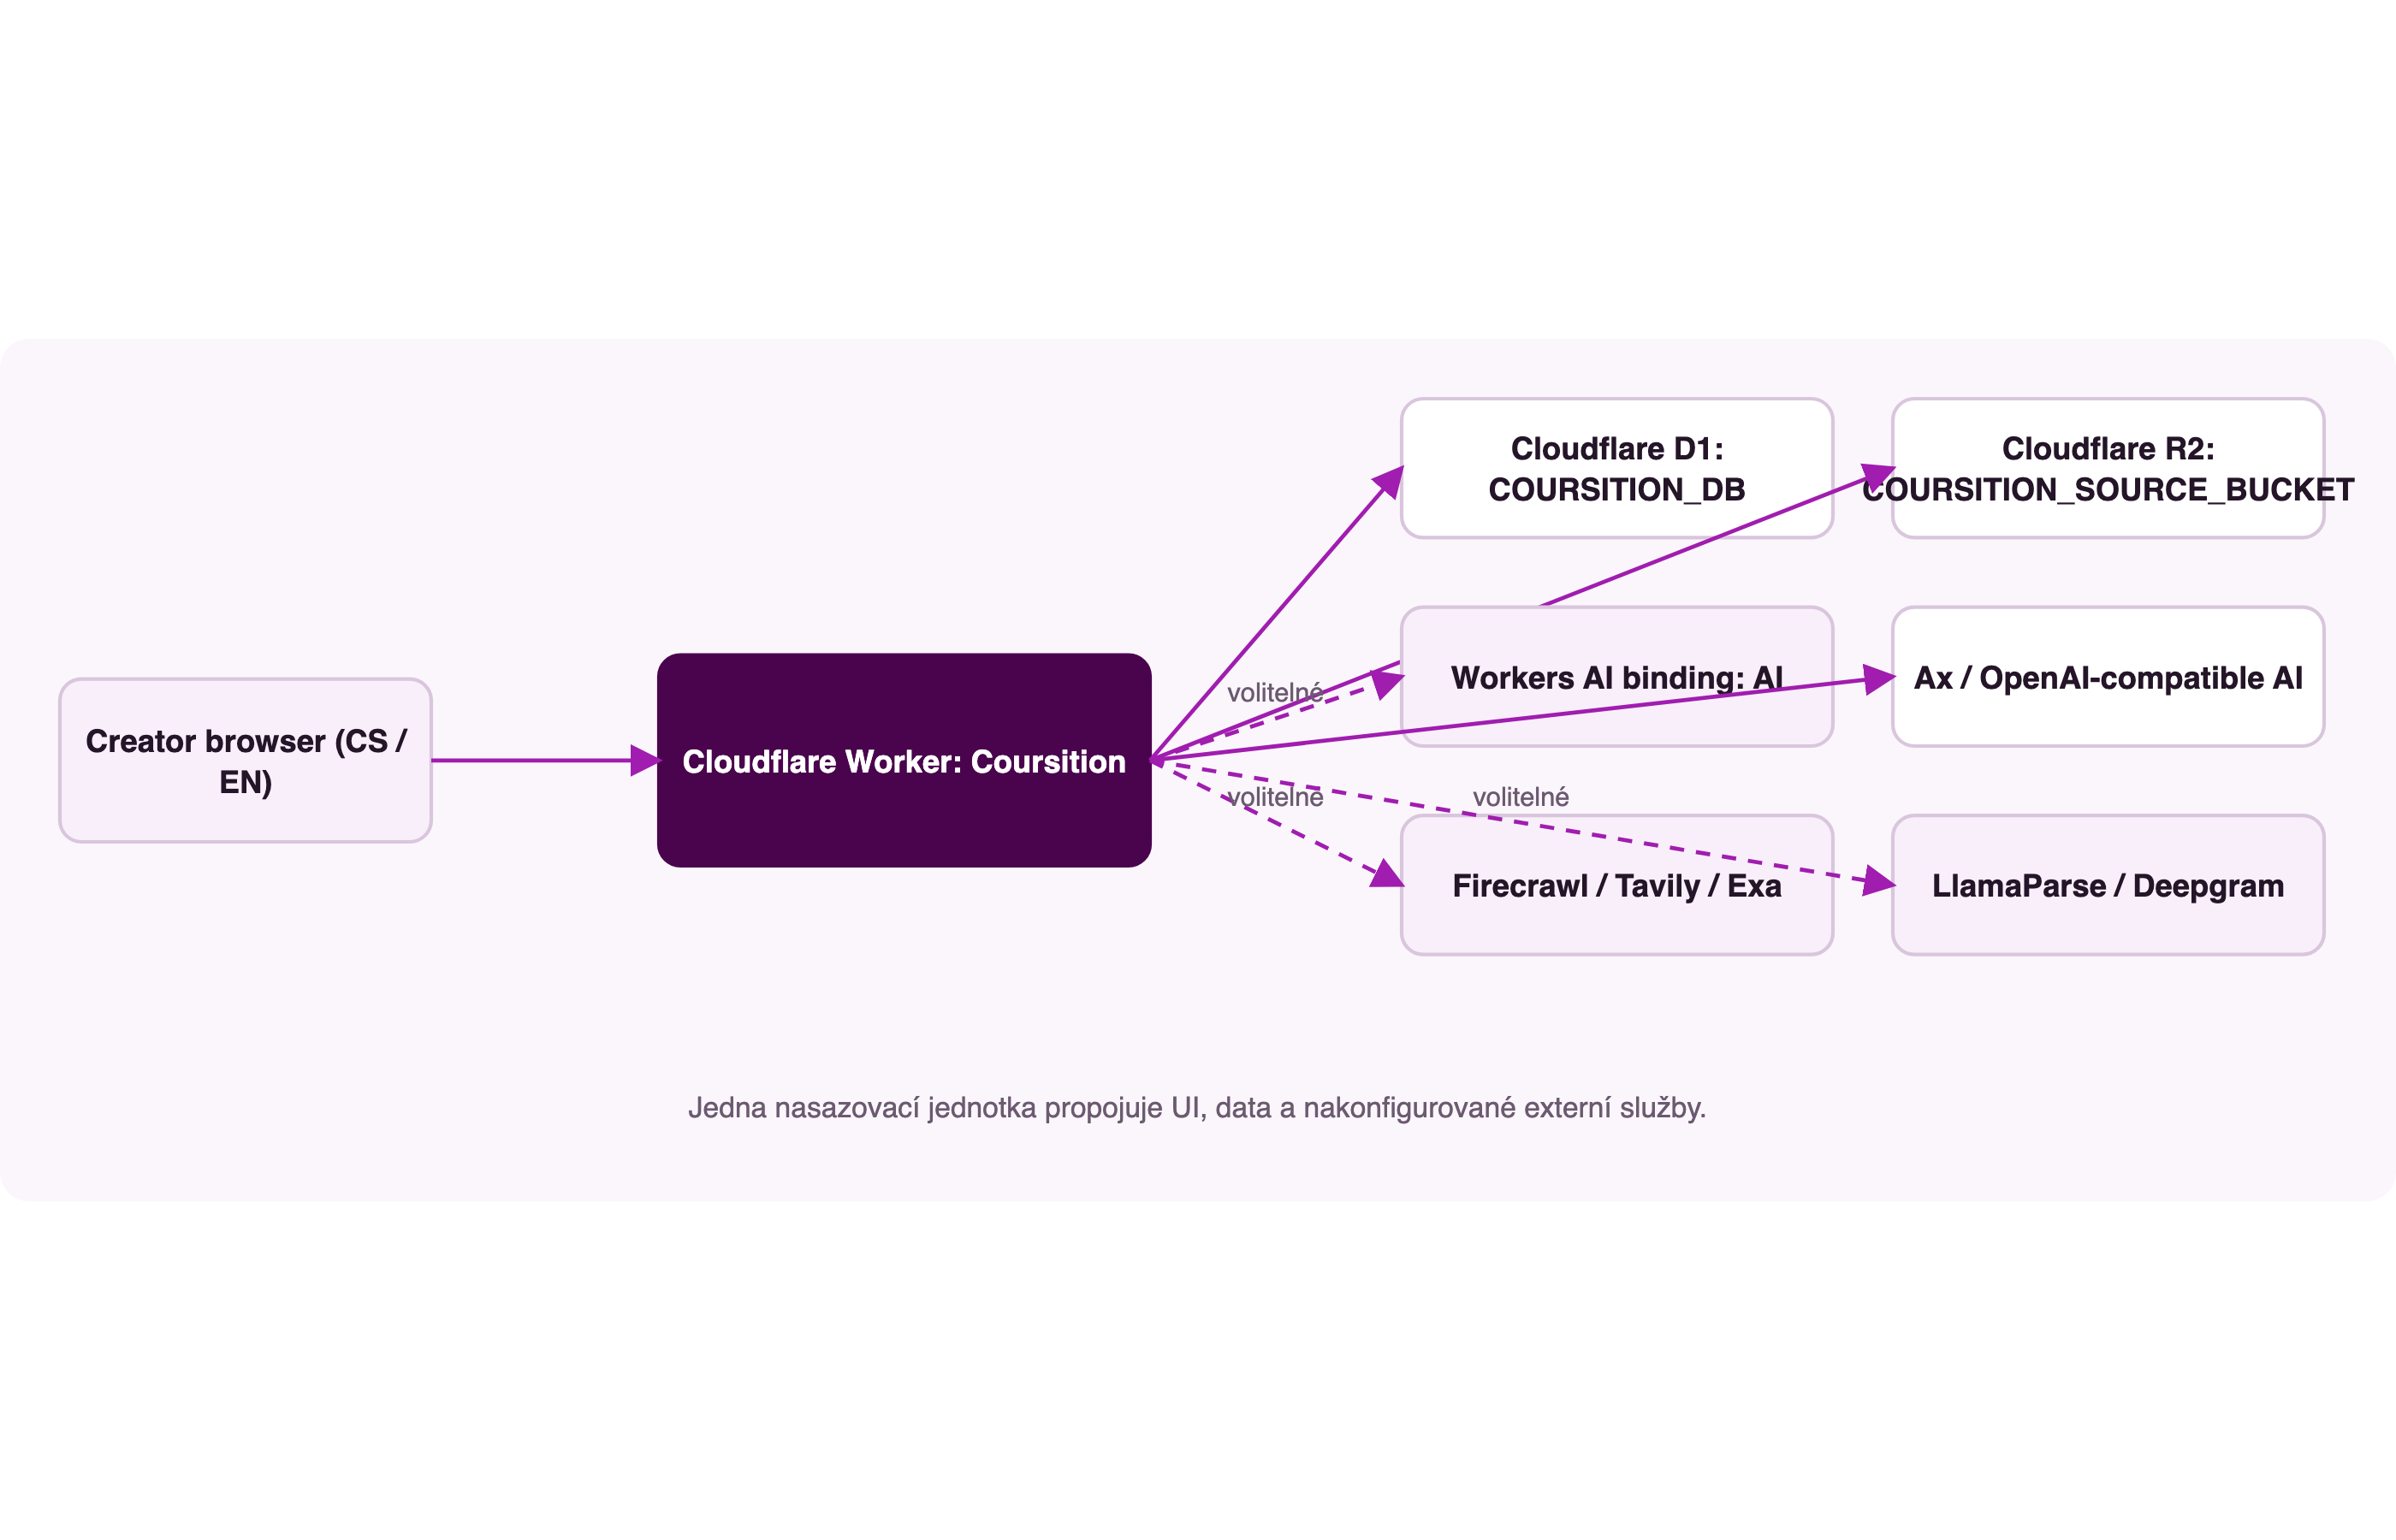 Cloudflare D1:
COURSITION_DB
Cloudflare R2:
COURSITION_SOURCE_BUCKET
volitelné
Workers AI binding: AI
Ax / OpenAI-compatible AI
Creator browser (CS /
EN)
Cloudflare Worker: Coursition
volitelné
volitelné
Firecrawl / Tavily / Exa
LlamaParse / Deepgram
Jedna nasazovací jednotka propojuje UI, data a nakonfigurované externí služby.